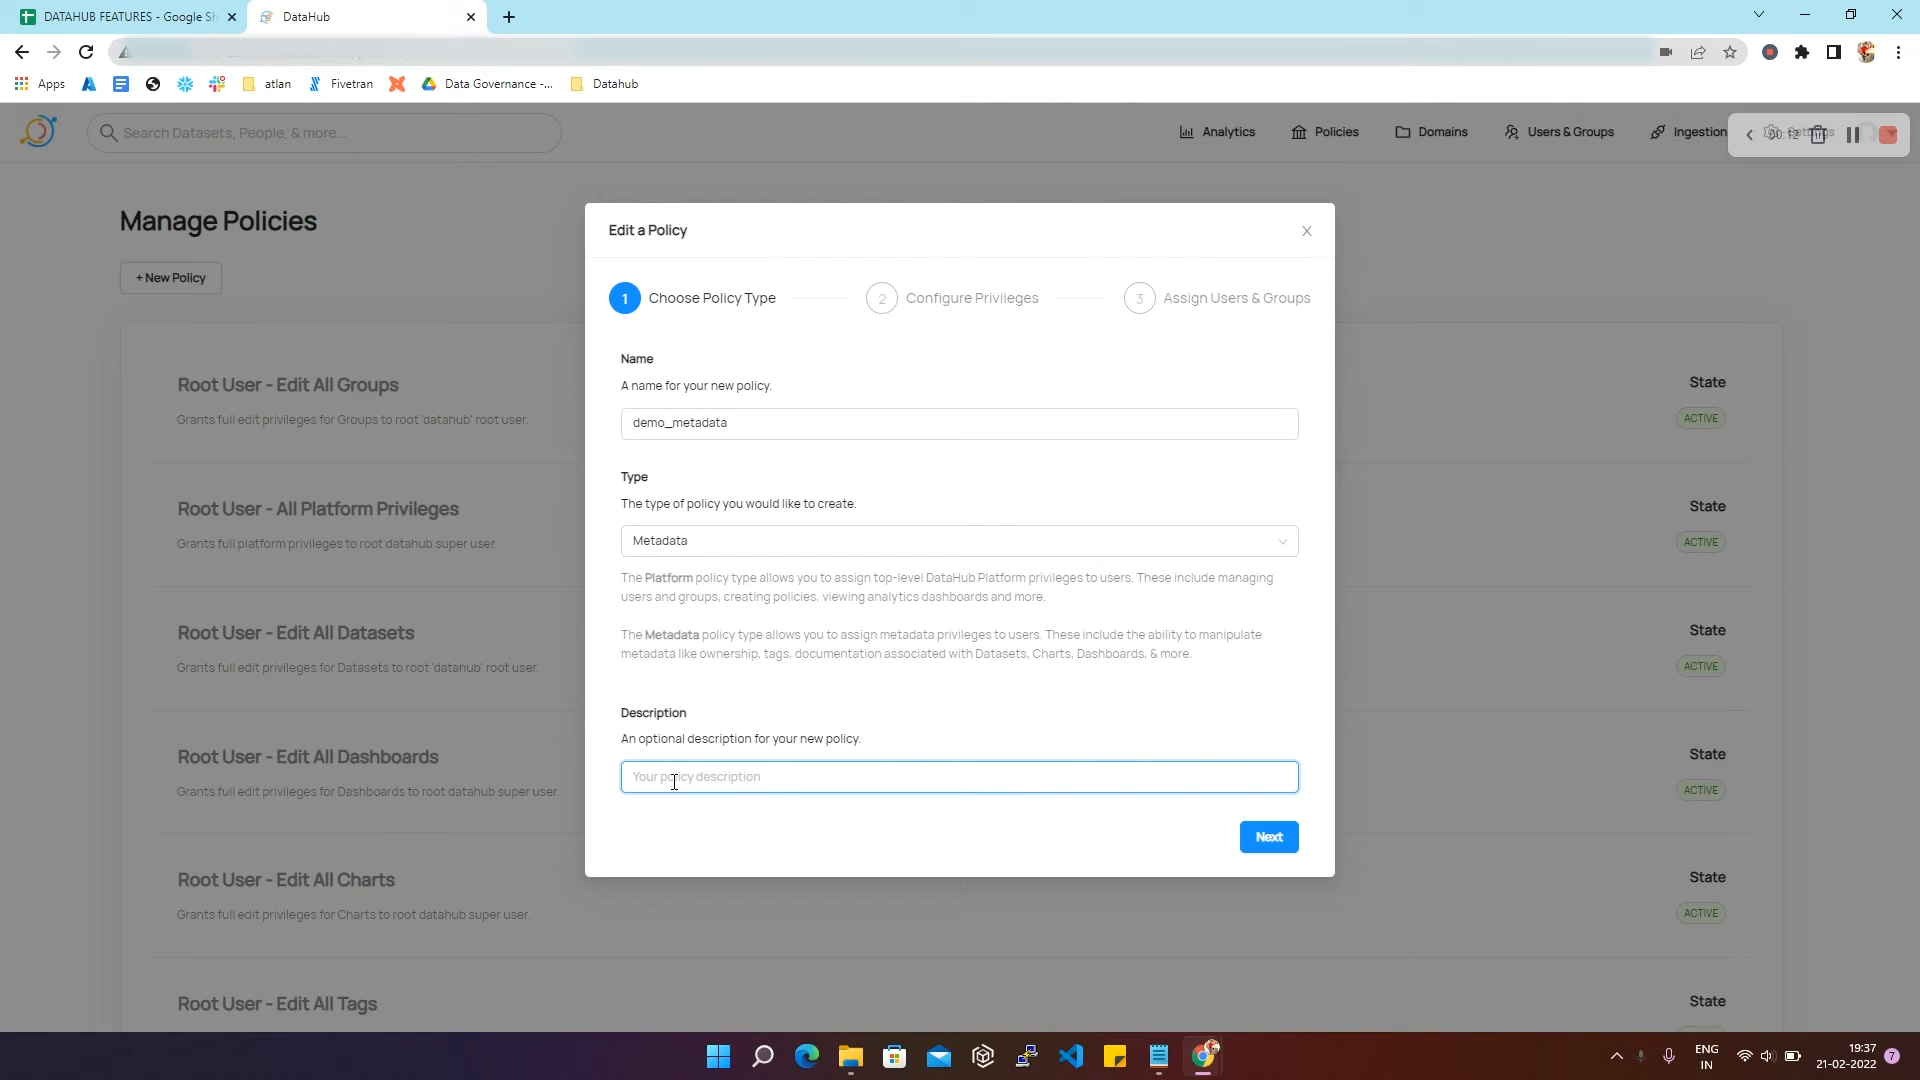 DATAHUB FEATURES - Google Sh
DataHub
Apps
atlan
Fivetran
Data Governance -...
Datahub
Search Datasets, People, & more...
Analytics
Policies
Domains
Users & Groups
Ingestion
00:12
Settings
Manage Policies
+ New Policy
Root User - Edit All Groups
Grants full edit privileges for Groups to root 'datahub' root user.
State
ACTIVE
Root User - All Platform Privileges
Grants full platform privileges to root datahub super user.
State
ACTIVE
Root User - Edit All Datasets
Grants full edit privileges for Datasets to root 'datahub' root user.
State
ACTIVE
Root User - Edit All Dashboards
Grants full edit privileges for Dashboards to root datahub super user.
State
ACTIVE
Root User - Edit All Charts
Grants full edit privileges for Charts to root datahub super user.
State
ACTIVE
Root User - Edit All Tags
State
Edit a Policy
1 Choose Policy Type
2 Configure Privileges
3 Assign Users & Groups
Name
A name for your new policy.
demo_metadata
Type
The type of policy you would like to create.
Metadata
The Platform policy type allows you to assign top-level DataHub Platform privileges to users. These include managing
users and groups, creating policies, viewing analytics dashboards and more.
The Metadata policy type allows you to assign metadata privileges to users. These include the ability to manipulate
metadata like ownership, tags, documentation associated with Datasets, Charts, Dashboards, & more.
Description
An optional description for your new policy.
Your policy description
Next
ENG
IN
19:37
21-02-2022
7